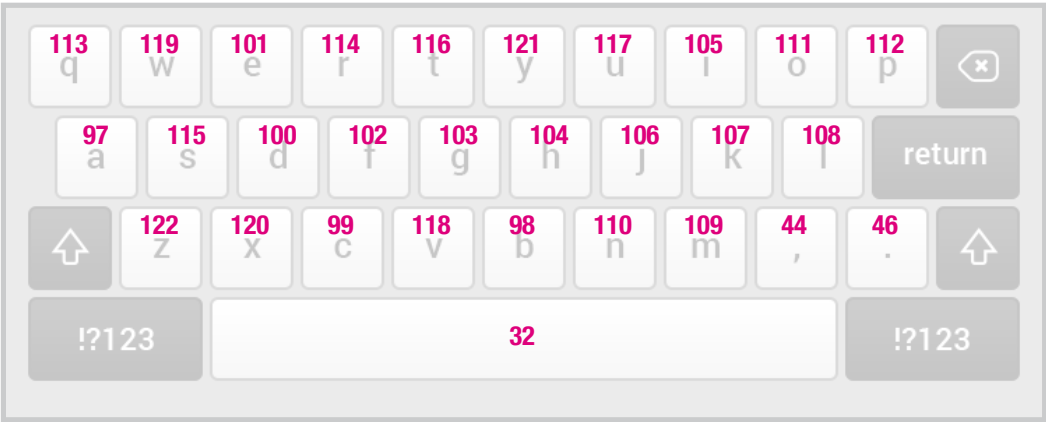 113 119 101 114 116 121 117 105 111 112
q w e r t y u i o p
97 115 100 102 103 104 106 107 108
a s d f g h j k l return
122 120 99 118 98 110 109 44 46
z x c v b n m , .
!?123 32 !?123